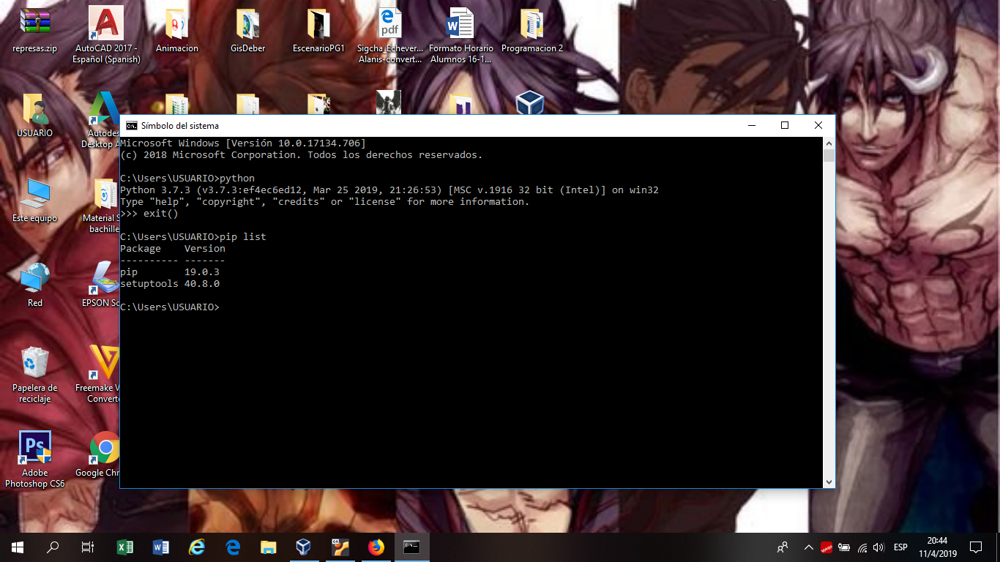 represas.zip
AutoCAD 2017 -
Español (Spanish)
Animacion
GisDeber
EscenarioPG1
pdf
Sigcha_Echever...
Alanis-convert...
Formato Horario
Alumnos 16-1...
Programacion 2
USUARIO
Autodes
Desktop A
Este equipo
Material S
bachille
Red
EPSON Sc
Papelera de
reciclaje
Freemake V
Converte
Ps
Adobe
Photoshop CS6
Google Chr
Símbolo del sistema
Microsoft Windows [Versión 10.0.17134.706]
(c) 2018 Microsoft Corporation. Todos los derechos reservados.
C:\Users\USUARIO>python
Python 3.7.3 (v3.7.3:ef4ec6ed12, Mar 25 2019, 21:26:53) [MSC v.1916 32 bit (Intel)] on win32
Type "help", "copyright", "credits" or "license" for more information.
>>> exit()
C:\Users\USUARIO>pip list
Package    Version
---------- -------
pip        19.0.3
setuptools 40.8.0
C:\Users\USUARIO>
ESP
20:44
11/4/2019